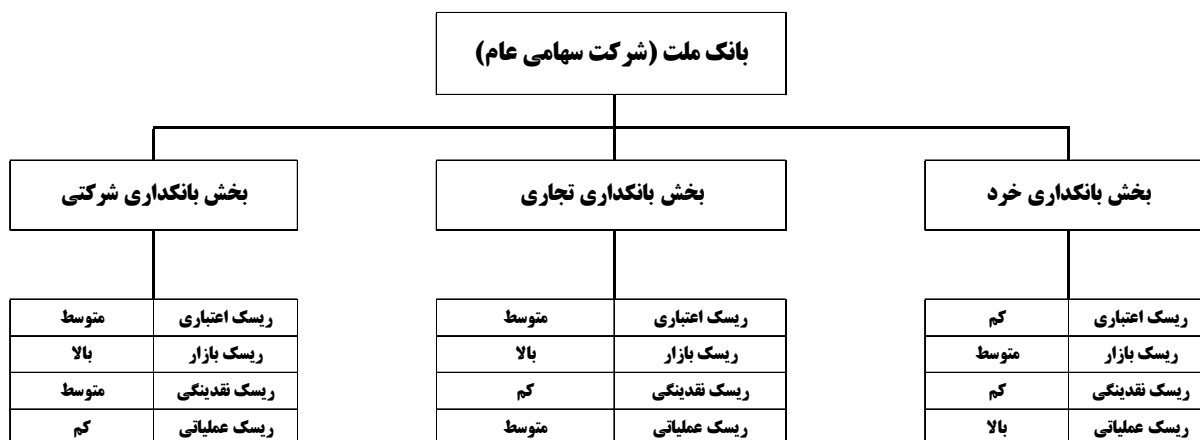 بانک ملت (شرکت سهامی عام)
بخش بانکداری خرد
ریسک اعتباری کم
ریسک بازار متوسط
ریسک نقدینگی کم
ریسک عملیاتی بالا
بخش بانکداری تجاری
ریسک اعتباری متوسط
ریسک بازار بالا
ریسک نقدینگی کم
ریسک عملیاتی متوسط
بخش بانکداری شرکتی
ریسک اعتباری متوسط
ریسک بازار بالا
ریسک نقدینگی متوسط
ریسک عملیاتی کم